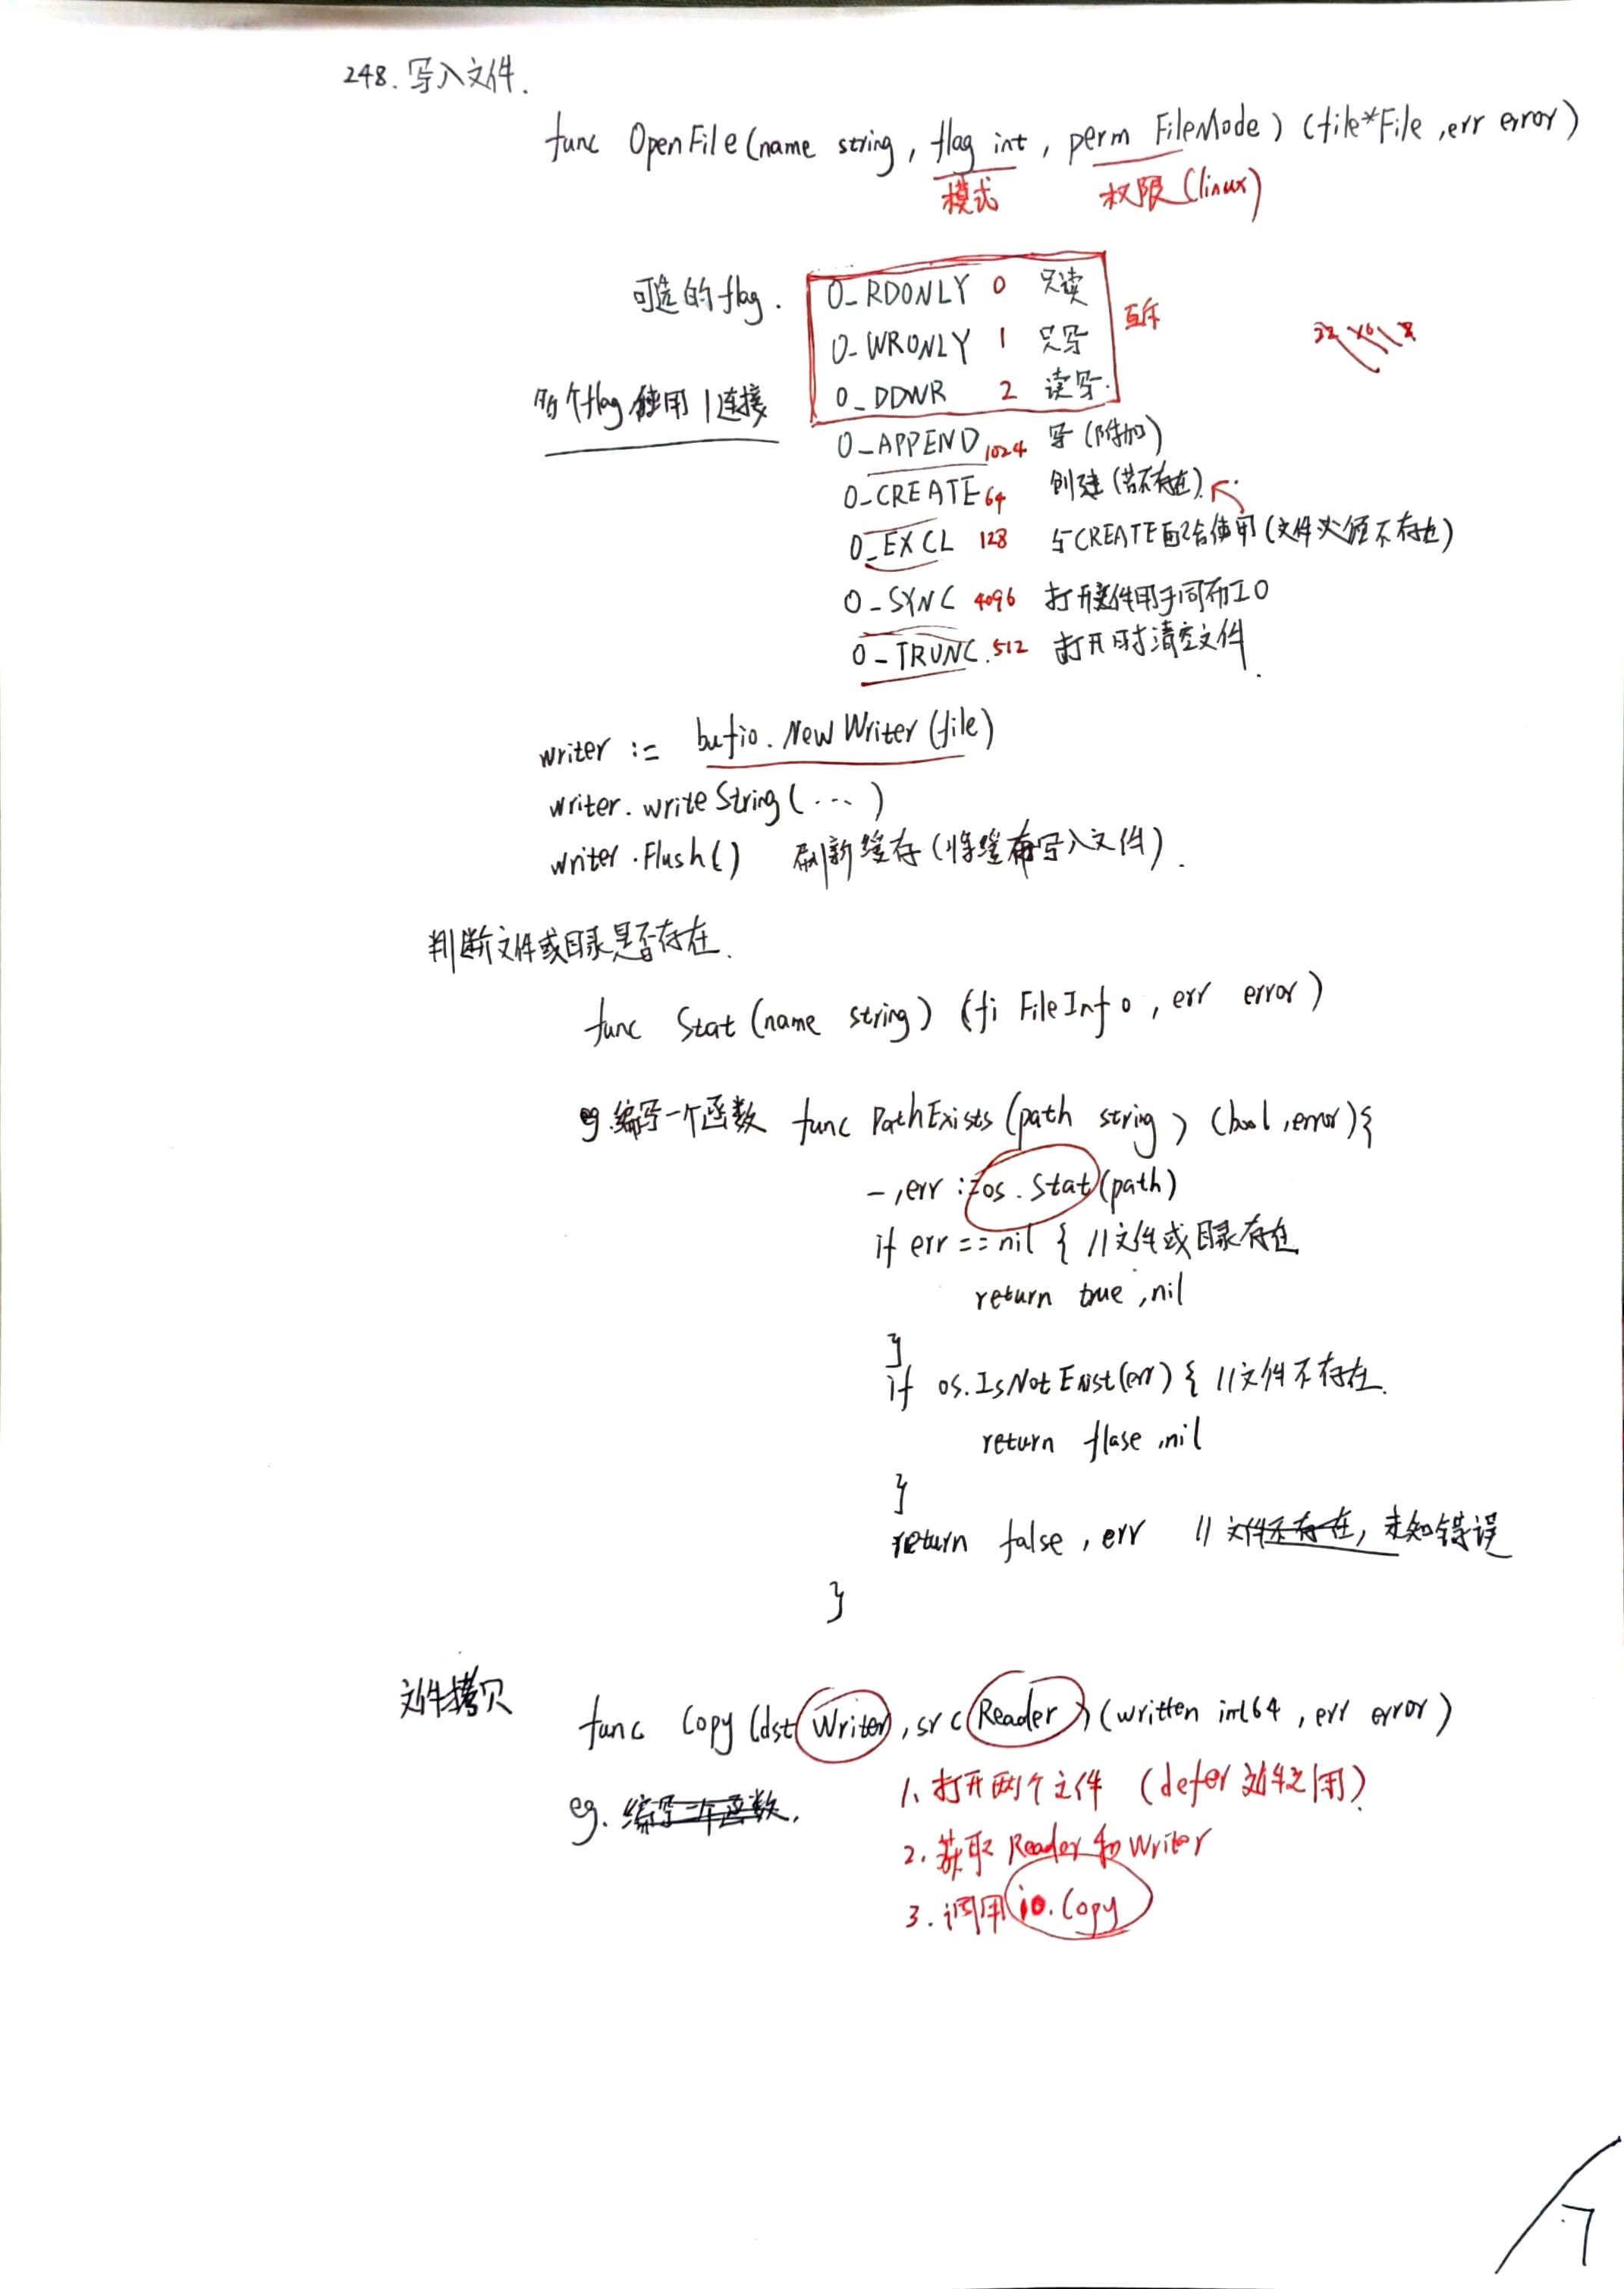 248. 写入文件.
func OpenFile(name string, flag int, perm FileMode) (file*File, err error)
模式 权限(linux)
可选的flag. O_RDONLY 0 只读
O_WRONLY 1 只写 互斥
多个flag使用|连接 O_DDWR 2 读写.
O_APPEND 1024 写(附加)
O_CREATE 64 创建(若不存在).
O_EXCL 128 与CREATE配合使用(文件必须不存在)
O_SYNC 4096 打开文件用于同布IO
O_TRUNC. 512 打开时清空文件.
writer := bufio.NewWriter(file)
writer.writeString(...)
writer.Flush() 刷新缓存(将缓存写入文件).
判断文件或目录是否存在.
func Stat(name string) (fi FileInfo, err error)
eg.编写一个函数 func PathExists(path string) (bool, error){
_,err := os.Stat(path)
if err == nil { //文件或目录存在
return true, nil
}
if os.IsNotExist(err) { //文件不存在.
return flase, nil
}
return false, err // 文件不存在, 未知错误
}
文件拷贝 func Copy(dst Writer, src Reader) (written int64, err error)
eg. 编写一个函数.
1、打开两个文件 (defer 文件关闭)
2. 获取 Reader 和 Writer
3. 调用 io.Copy
7